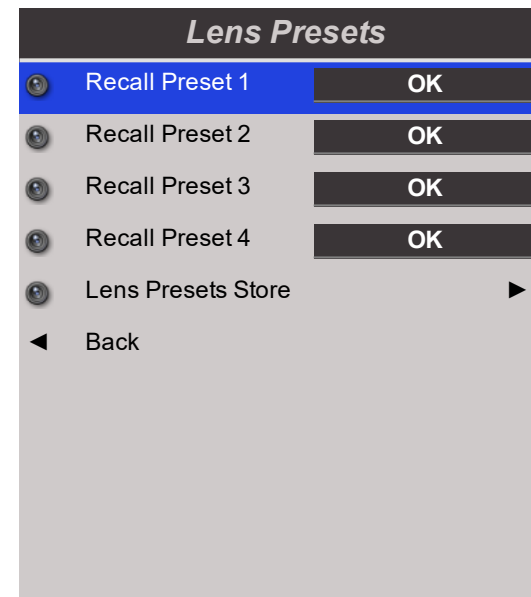 Lens Presets
Recall Preset 1 OK
Recall Preset 2 OK
Recall Preset 3 OK
Recall Preset 4 OK
Lens Presets Store
Back